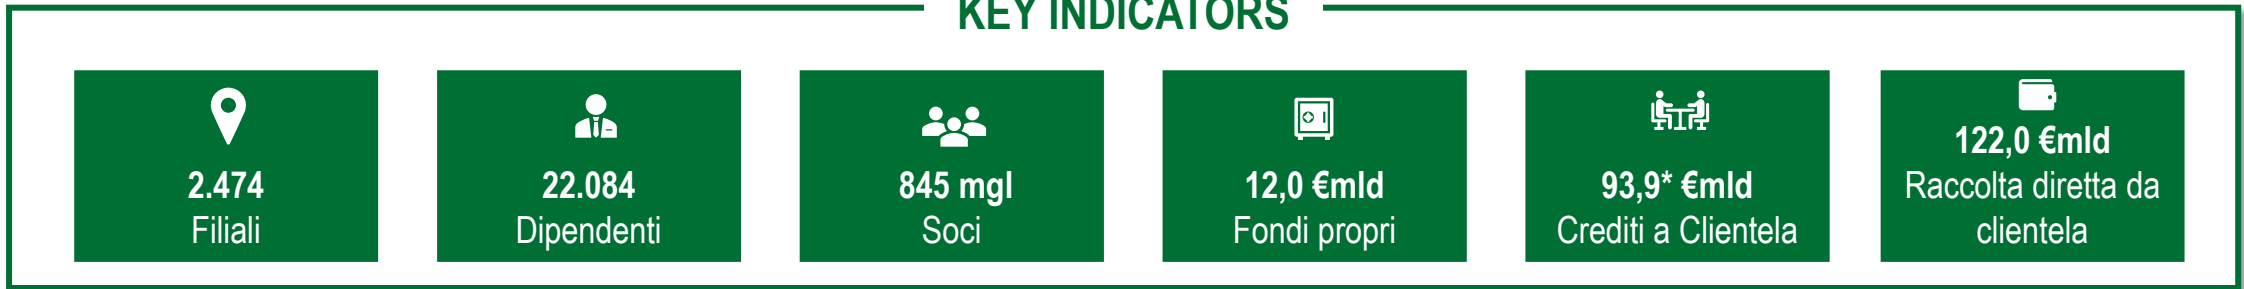 KEY INDICATORS
2.474
Filiali
22.084
Dipendenti
845 mgl
Soci
12,0 €mld
Fondi propri
93,9* €mld
Crediti a Clientela
122,0 €mld
Raccolta diretta da
clientela